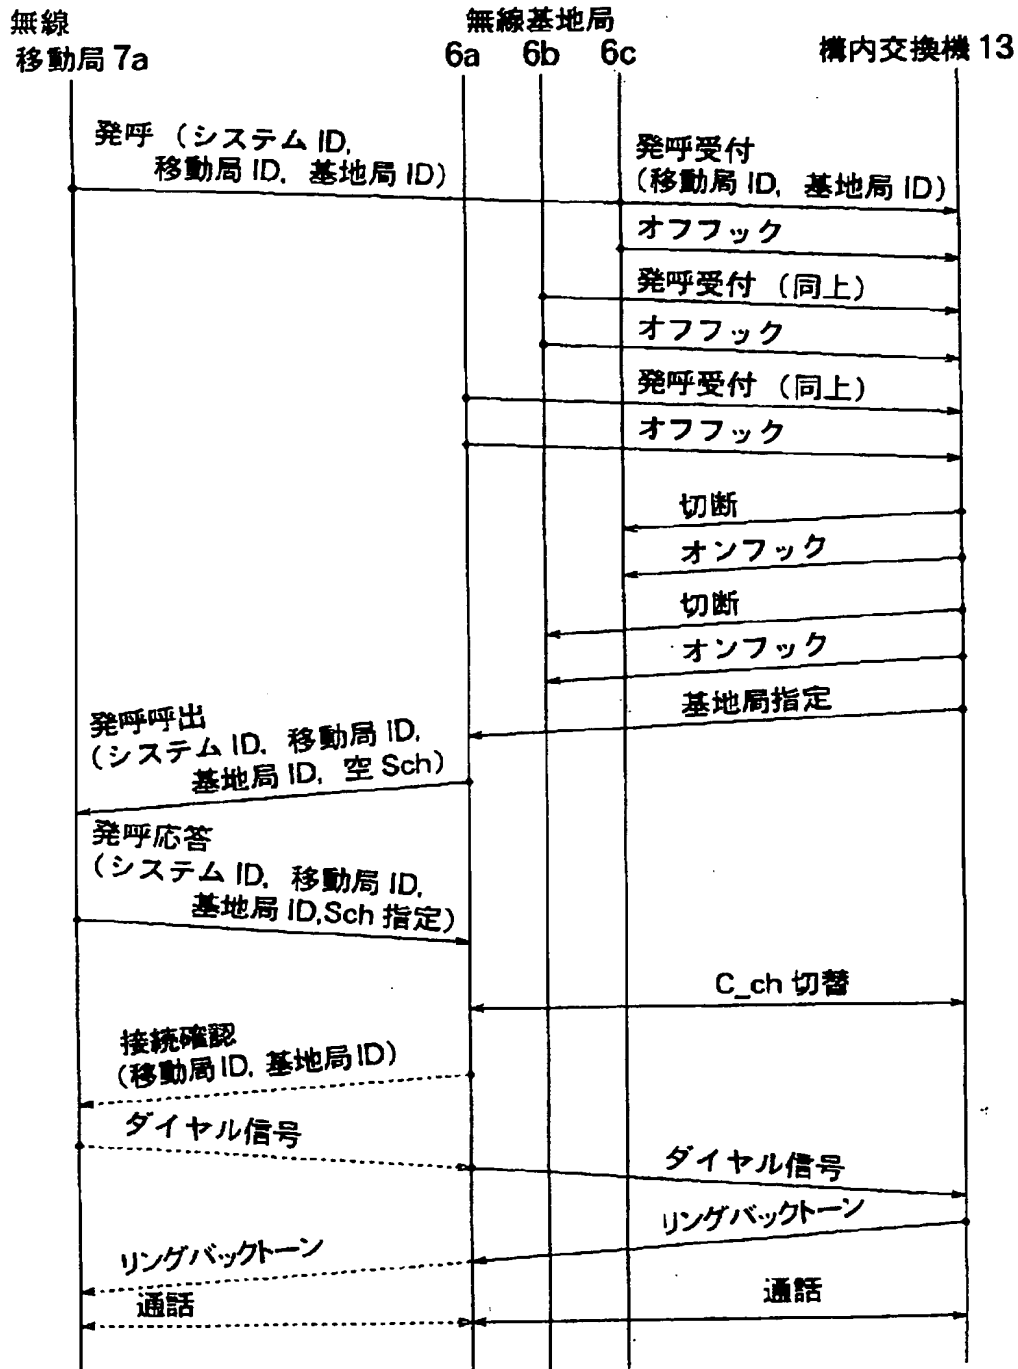 無線
移動局 7a
無線基地局
6a 6b 6c
構内交換機 13
発呼 (システム ID,
移動局 ID, 基地局 ID)
発呼受付
(移動局 ID, 基地局 ID)
オフフック
発呼受付 (同上)
オフフック
発呼受付 (同上)
オフフック
切断
オンフック
切断
オンフック
基地局指定
発呼呼出
(システム ID, 移動局 ID,
基地局 ID, 空 Sch)
発呼応答
(システム ID, 移動局 ID,
基地局 ID,Sch 指定)
C_ch 切替
接続確認
(移動局 ID, 基地局 ID)
ダイヤル信号
ダイヤル信号
リングバックトーン
リングバックトーン
通話
通話